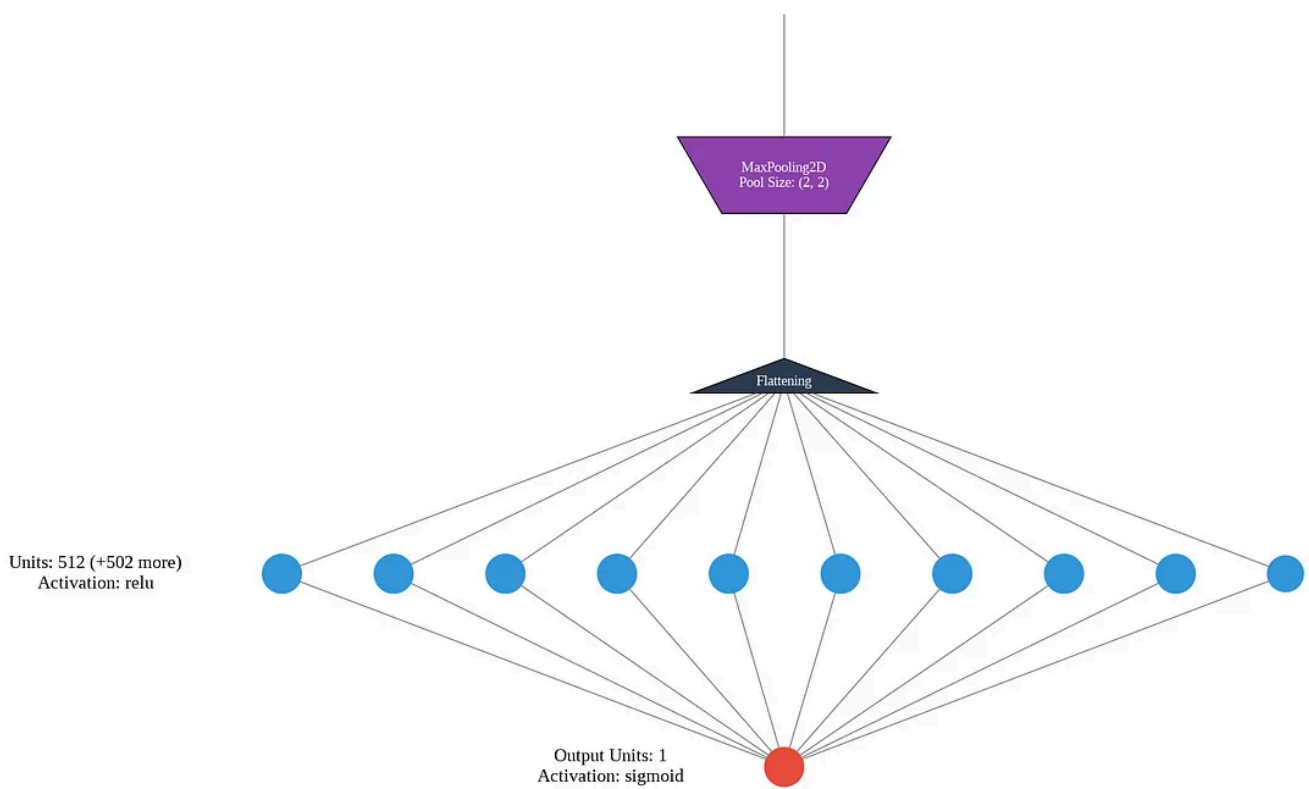 MaxPooling2D
Pool Size: (2, 2)
Flattening
Units: 512 (+502 more)
Activation: relu
Output Units: 1
Activation: sigmoid